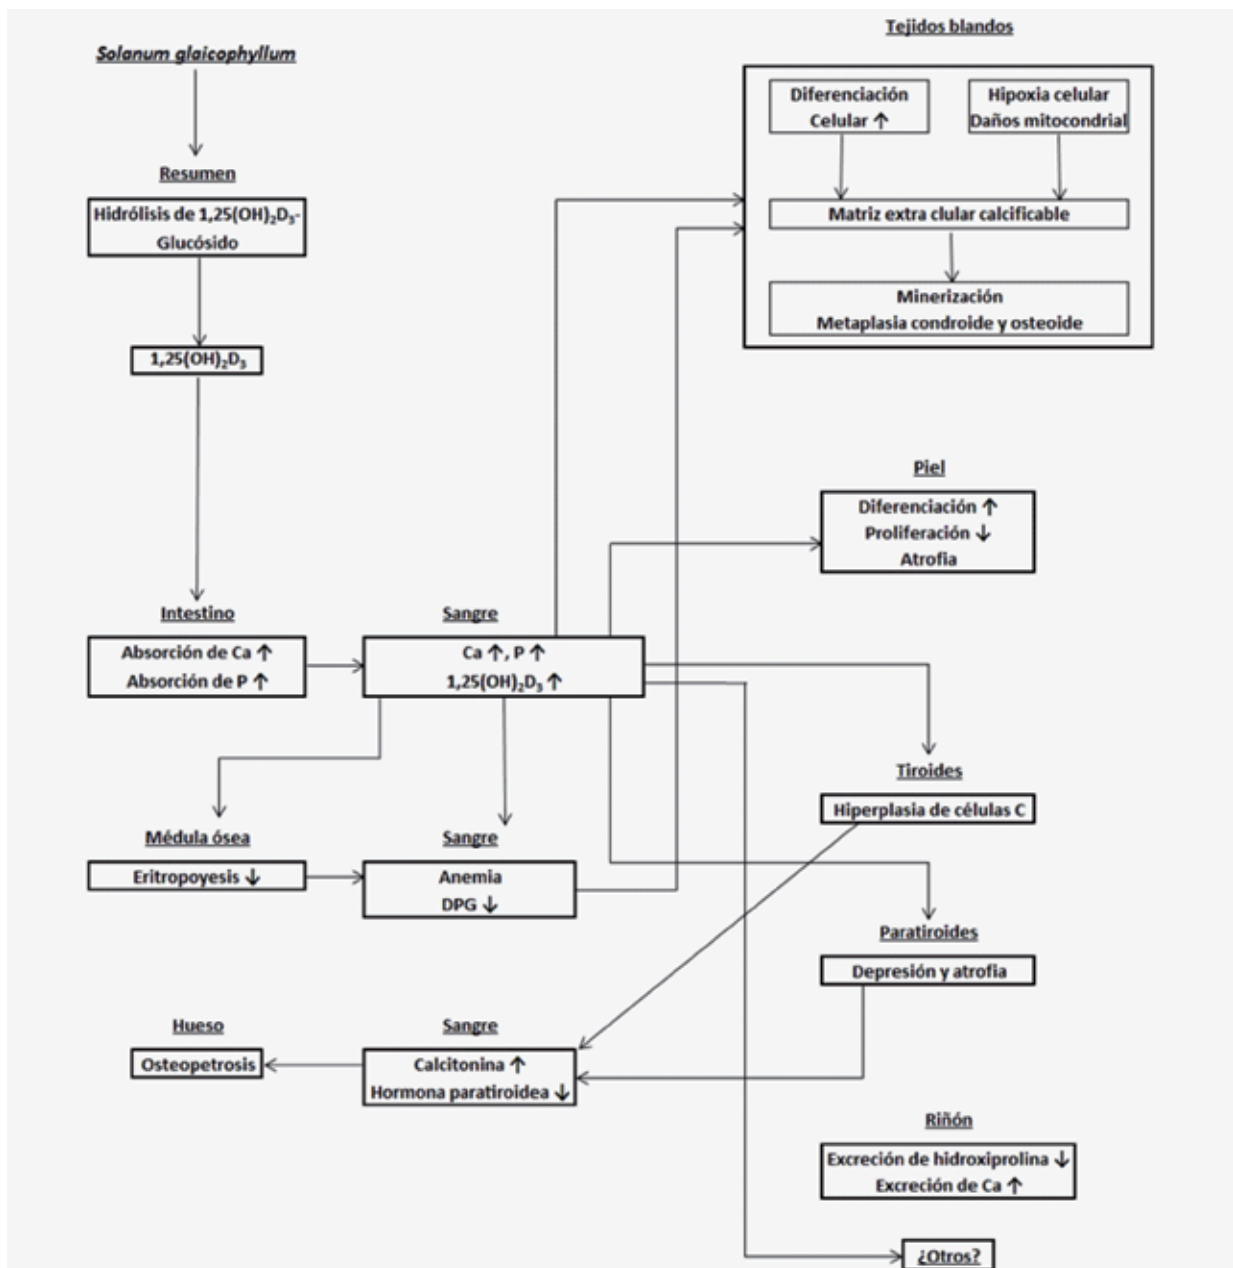 Solanum glaicophyllum
Resumen
Hidrólisis de 1,25(OH)₂D₃-
Glucósido
1,25(OH)₂D₃
Intestino
Absorción de Ca ↑
Absorción de P ↑
Sangre
Ca ↑, P ↑
1,25(OH)₂D₃ ↑
Tejidos blandos
Diferenciación
Celular ↑
Hipoxia celular
Daños mitocondrial
Matriz extra clular calcificable
Minerización
Metaplasia condroide y osteoide
Piel
Diferenciación ↑
Proliferación ↓
Atrofia
Tiroides
Hiperplasia de células C
Médula ósea
Eritropoyesis ↓
Sangre
Anemia
DPG ↓
Paratiroides
Depresión y atrofia
Hueso
Osteopetrosis
Sangre
Calcitonina ↑
Hormona paratiroidea ↓
Riñón
Excreción de hidroxiprolina ↓
Excreción de Ca ↑
¿Otros?